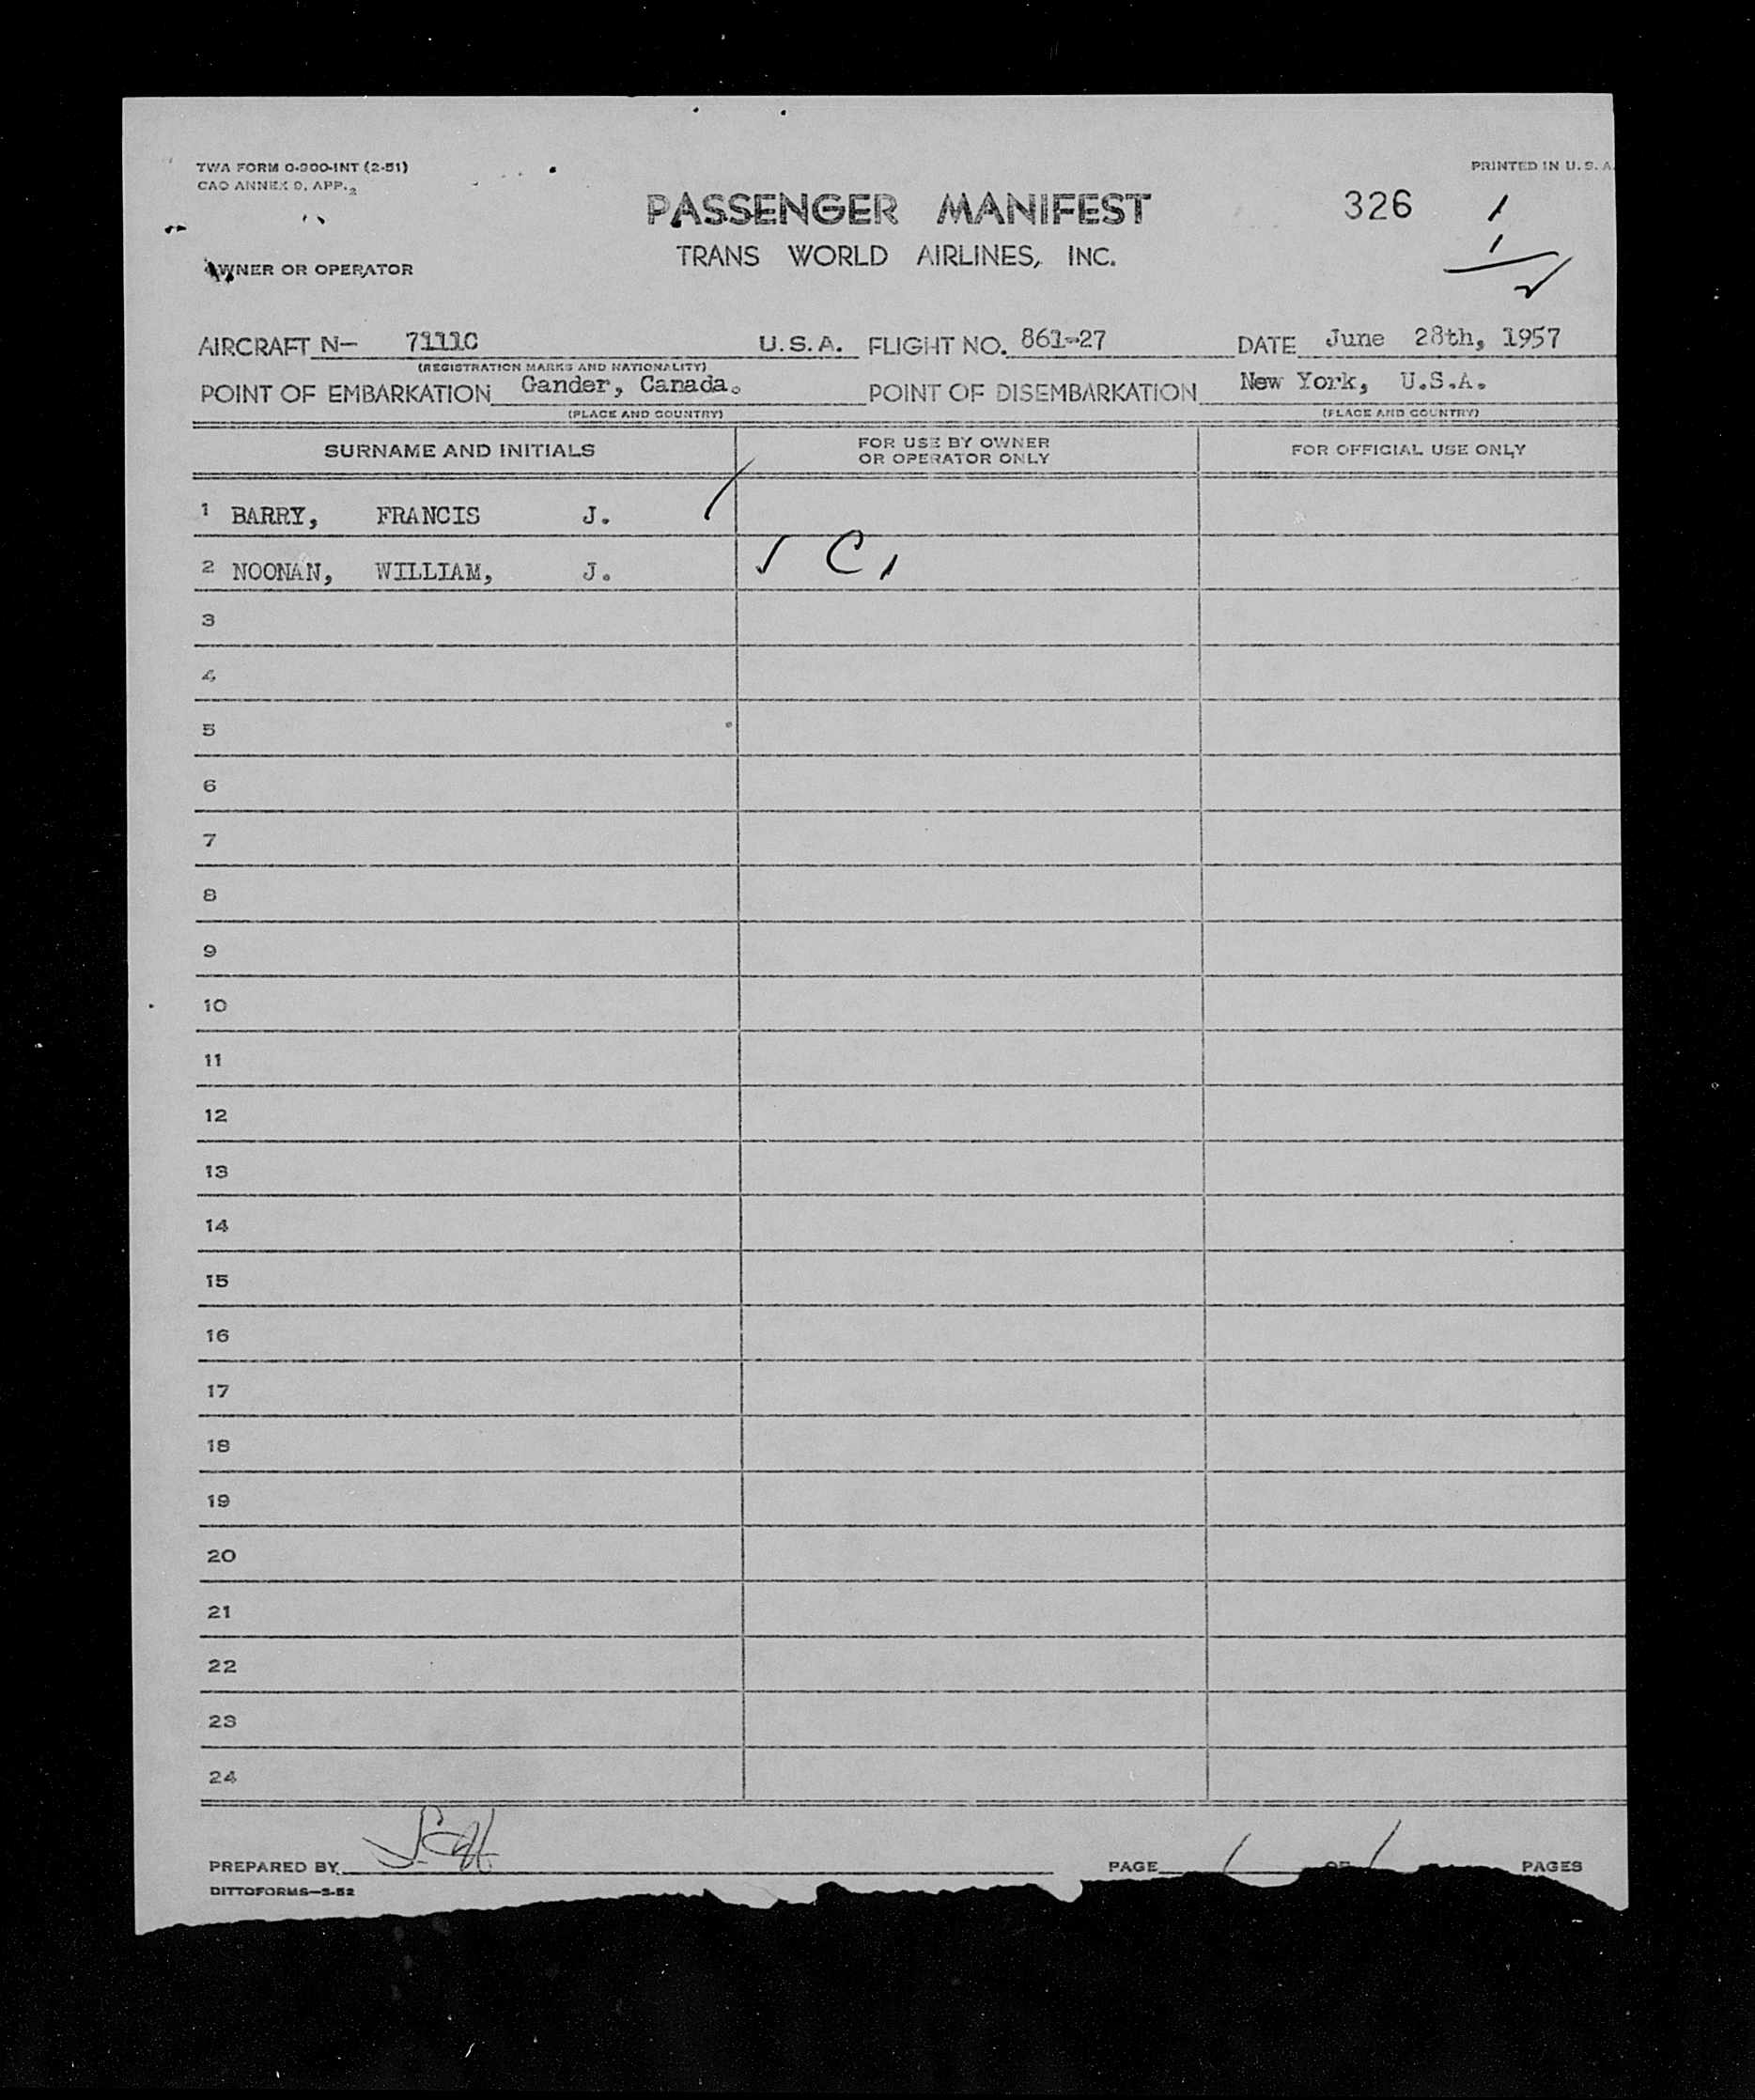 TWA FORM O-900-INT (2-51)
PRINTED IN U. S. A.
CAO ANNEX 9, APP. 2
PASSENGER MANIFEST
326
1
TRANS WORLD AIRLINES, INC.
1
OWNER OR OPERATOR
2
AIRCRAFT N- 7111C U.S.A. FLIGHT NO. 861-27 DATE June 28th, 1957
(REGISTRATION MARKS AND NATIONALITY)
POINT OF EMBARKATION Gander, Canada. POINT OF DISEMBARKATION New York, U.S.A.
(PLACE AND COUNTRY) (PLACE AND COUNTRY)
SURNAME AND INITIALS FOR USE BY OWNER OR OPERATOR ONLY FOR OFFICIAL USE ONLY
1 BARRY, FRANCIS J.
2 NOONAN, WILLIAM, J.
3
4
5
6
7
8
9
10
11
12
13
14
15
16
17
18
19
20
21
22
23
24
PREPARED BY PAGE 1 OF 1 PAGES
DITTOFORMS—3-52